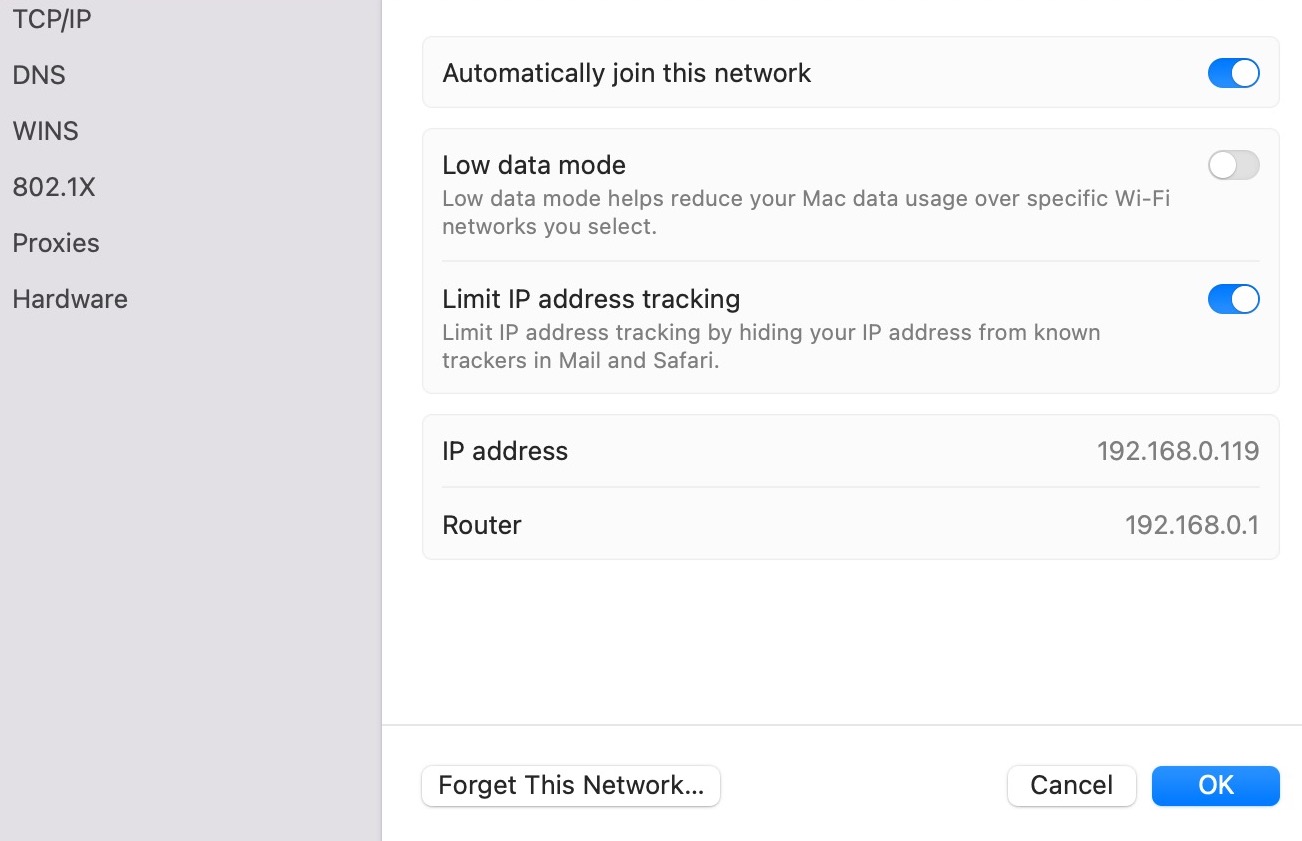 TCP/IP
DNS
WINS
802.1X
Proxies
Hardware
Automatically join this network
Low data mode
Low data mode helps reduce your Mac data usage over specific Wi-Fi
networks you select.
Limit IP address tracking
Limit IP address tracking by hiding your IP address from known
trackers in Mail and Safari.
IP address 192.168.0.119
Router 192.168.0.1
Forget This Network... Cancel OK